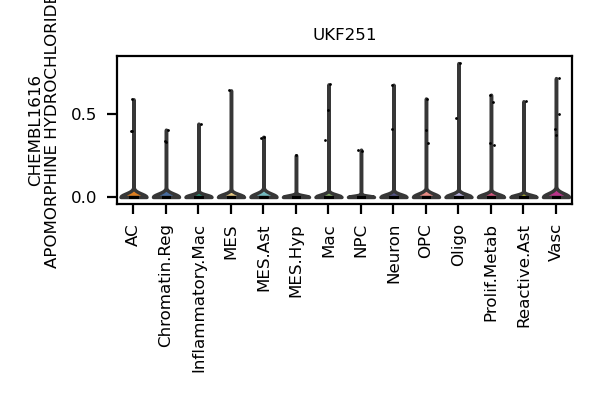 UKF251
CHEMBL1616
APOMORPHINE HYDROCHLORIDE
0.5
0.0
AC
Chromatin.Reg
Inflammatory.Mac
MES
MES.Ast
MES.Hyp
Mac
NPC
Neuron
OPC
Oligo
Prolif.Metab
Reactive.Ast
Vasc